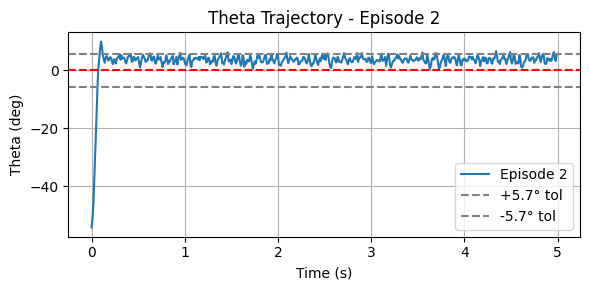 Theta Trajectory - Episode 2
Theta (deg)
0
−20
−40
Episode 2
+5.7° tol
-5.7° tol
0
1
2
3
4
5
Time (s)